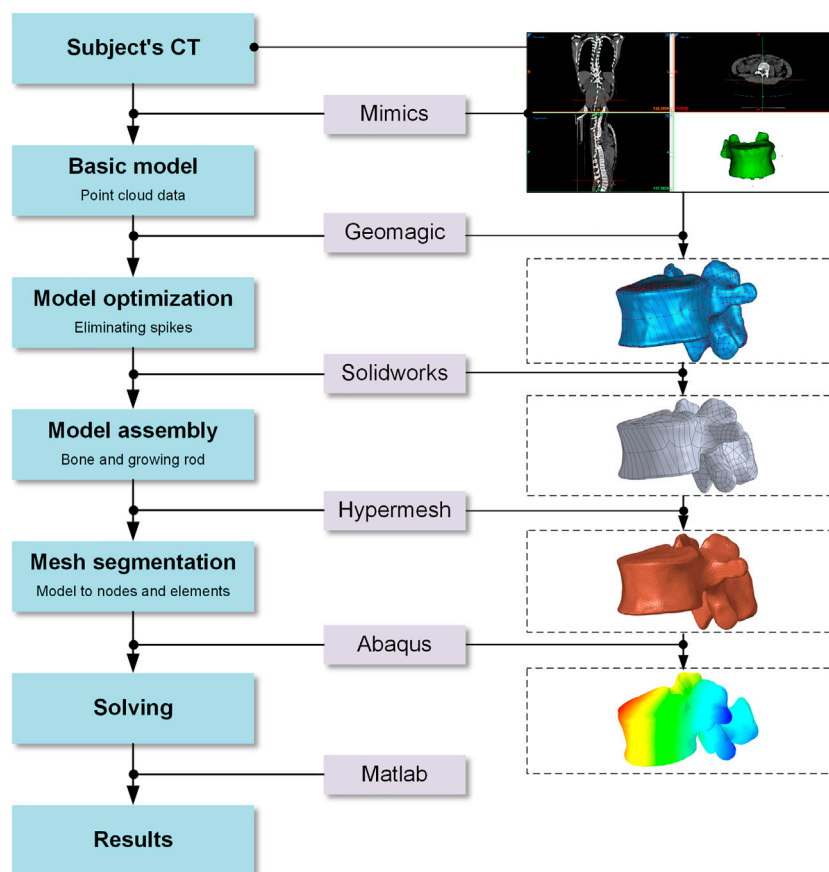 Subject's CT
Mimics
Basic model
Point cloud data
Geomagic
Model optimization
Eliminating spikes
Solidworks
Model assembly
Bone and growing rod
Hypermesh
Mesh segmentation
Model to nodes and elements
Abaqus
Solving
Matlab
Results